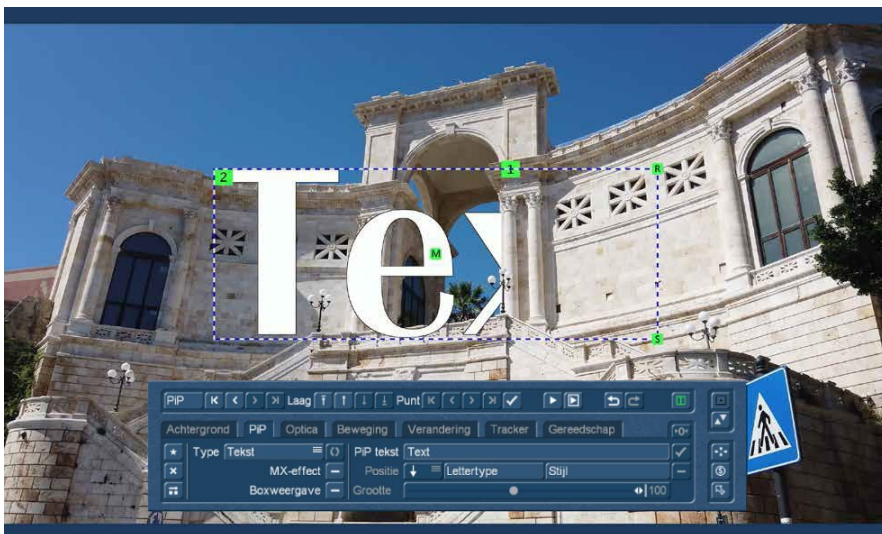 2
1
R
Tex
M
S
PiP Laag Punt
Achtergrond PiP Optica Beweging Verandering Tracker Gereedschap
Type Tekst PiP tekst Text
MX-effect Positie Lettertype Stijl
Boxweergave Grootte 100